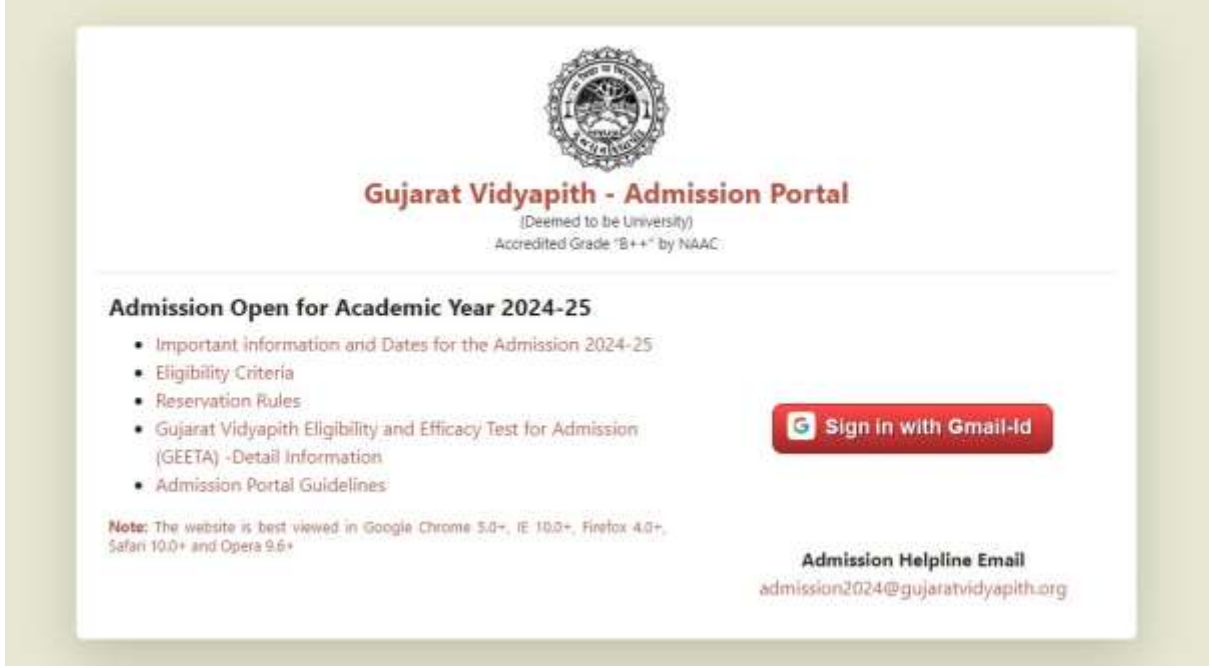 Gujarat Vidyapith - Admission Portal
(Deemed to be University)
Accredited Grade "B++" by NAAC
Admission Open for Academic Year 2024-25
Important information and Dates for the Admission 2024-25
Eligibility Criteria
Reservation Rules
Gujarat Vidyapith Eligibility and Efficacy Test for Admission
(GEETA) -Detail Information
Admission Portal Guidelines
Note: The website is best viewed in Google Chrome 5.0+, IE 10.0+, Firefox 4.0+,
Safari 10.0+ and Opera 9.6+
Sign in with Gmail-Id
Admission Helpline Email
admission2024@gujaratvidyapith.org